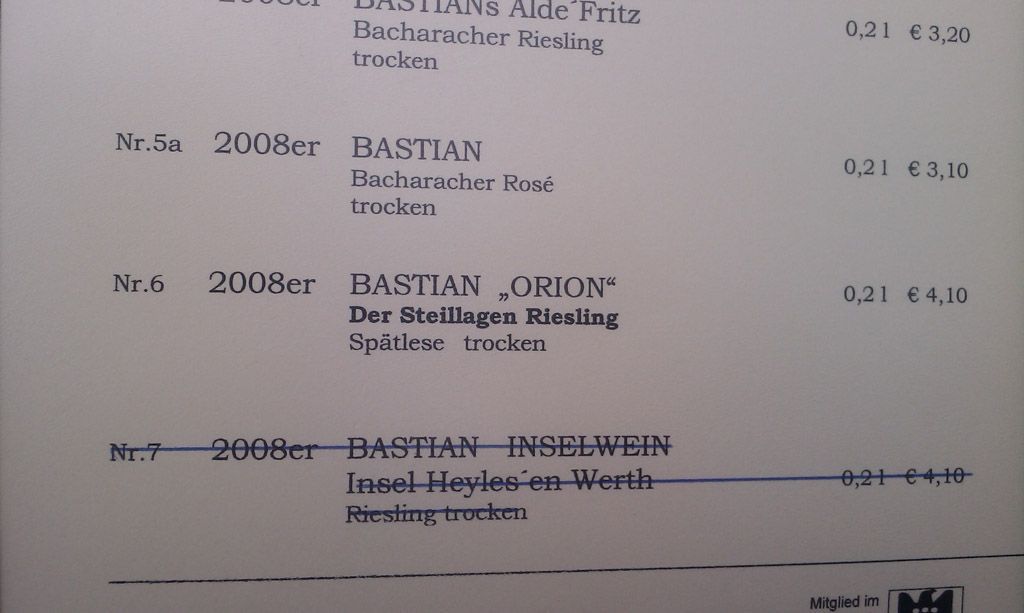 2008er BASTIANs Alde´Fritz
Bacharacher Riesling 0,2 l € 3,20
trocken
Nr.5a 2008er BASTIAN
Bacharacher Rosé 0,2 l € 3,10
trocken
Nr.6 2008er BASTIAN „ORION“ 0,2 l € 4,10
Der Steillagen Riesling
Spätlese trocken
Nr.7 2008er BASTIAN INSELWEIN
Insel Heyles´en Werth 0,2 l € 4,10
Riesling trocken
Mitglied im